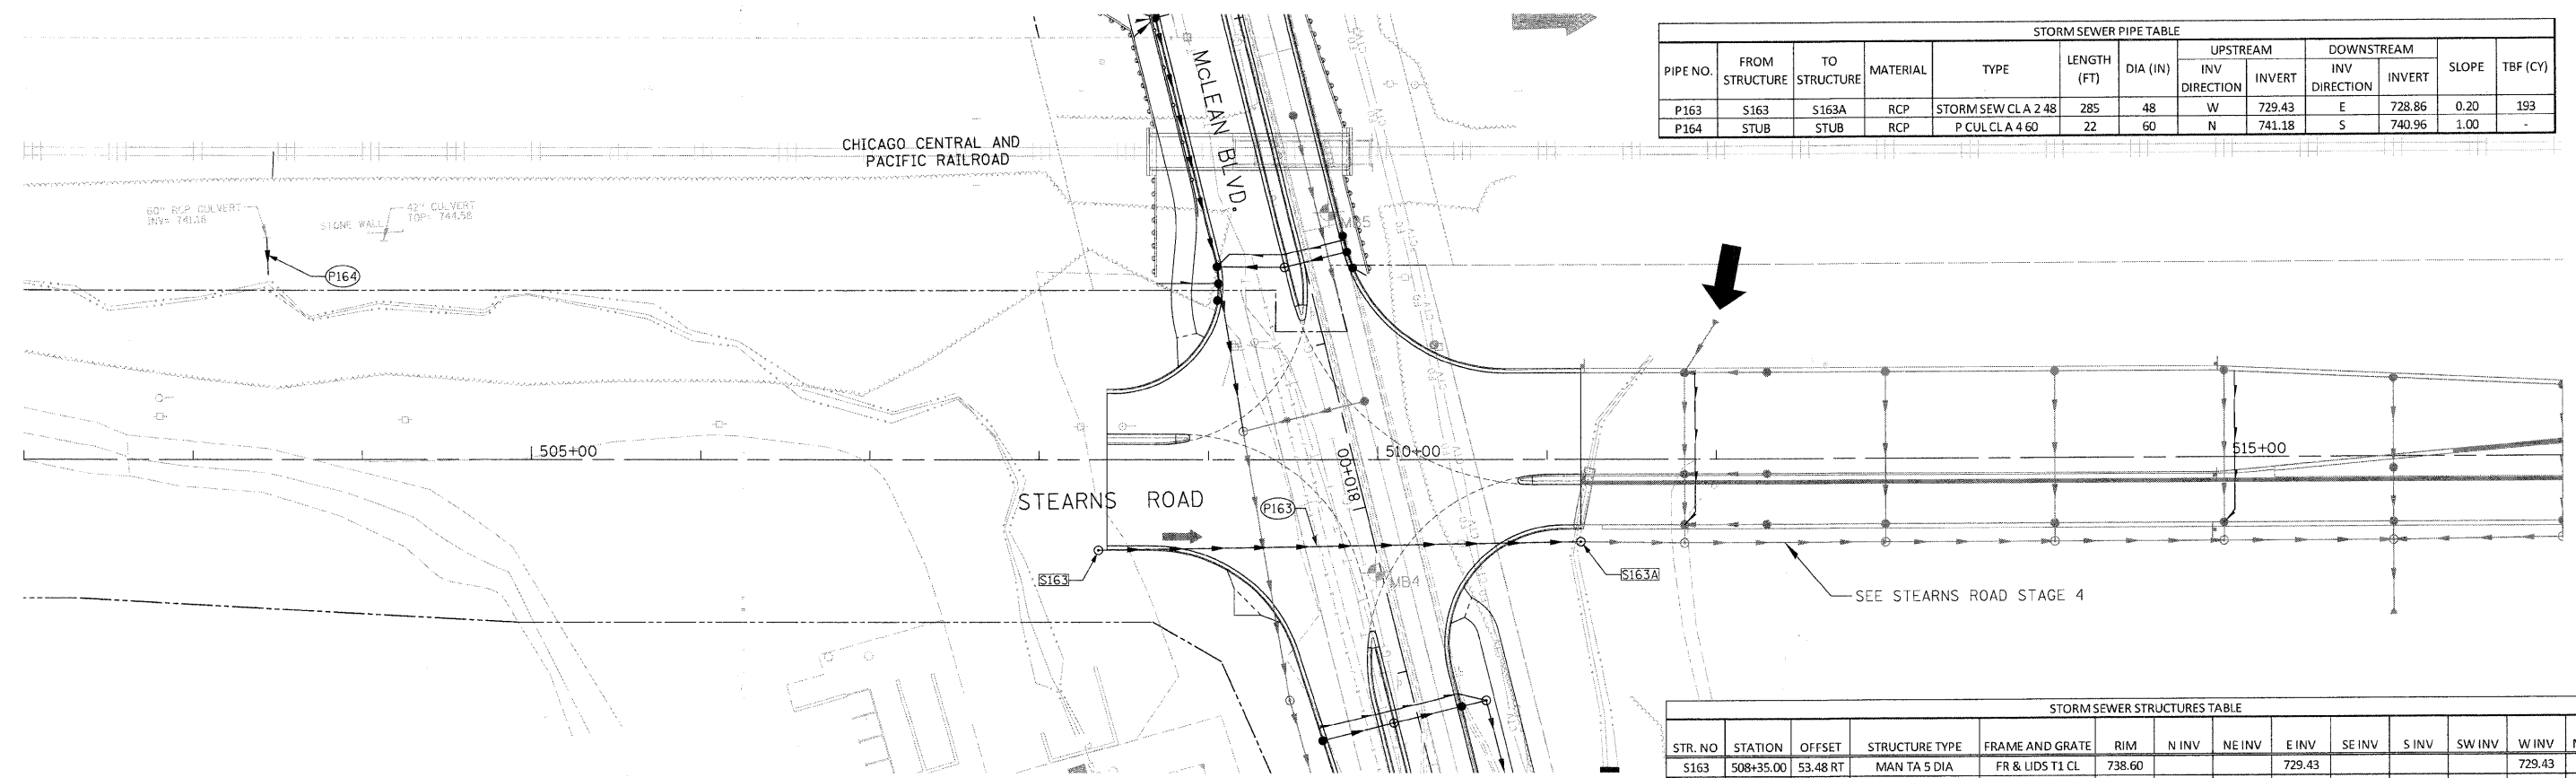 STORM SEWER PIPE TABLE
PIPE NO. FROM STRUCTURE TO STRUCTURE MATERIAL TYPE LENGTH (FT) DIA (IN) UPSTREAM INV DIRECTION INVERT DOWNSTREAM INV DIRECTION INVERT SLOPE TBF (CY)
P163 S163 S163A RCP STORM SEW CL A 2 48 285 48 W 729.43 E 728.86 0.20 193
P164 STUB STUB RCP P CUL CL A 4 60 22 60 N 741.18 S 740.96 1.00 -
McLEAN BLVD.
CHICAGO CENTRAL AND
PACIFIC RAILROAD
60" RCP CULVERT
INV= 741.18
STONE WALL
42" CULVERT
TOP= 744.58
MB5
P164
505+00
510+00
515+00
1810+00
STEARNS ROAD
P163
S163
MB4
S163A
SEE STEARNS ROAD STAGE 4
STORM SEWER STRUCTURES TABLE
STR. NO STATION OFFSET STRUCTURE TYPE FRAME AND GRATE RIM N INV NE INV E INV SE INV S INV SW INV W INV
S163 508+35.00 53.48 RT MAN TA 5 DIA FR & LIDS T1 CL 738.60 729.43 729.43